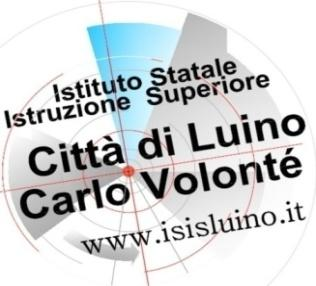 Istituto Statale
Istruzione Superiore
Città di Luino
Carlo Volonté
www.isisluino.it